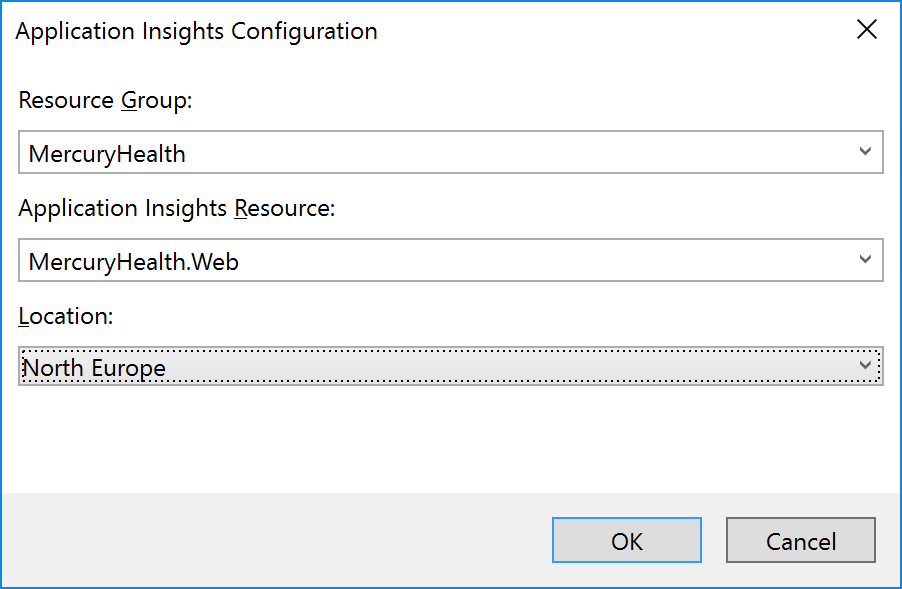 Application Insights Configuration
Resource Group:
MercuryHealth
Application Insights Resource:
MercuryHealth.Web
Location:
North Europe
OK
Cancel